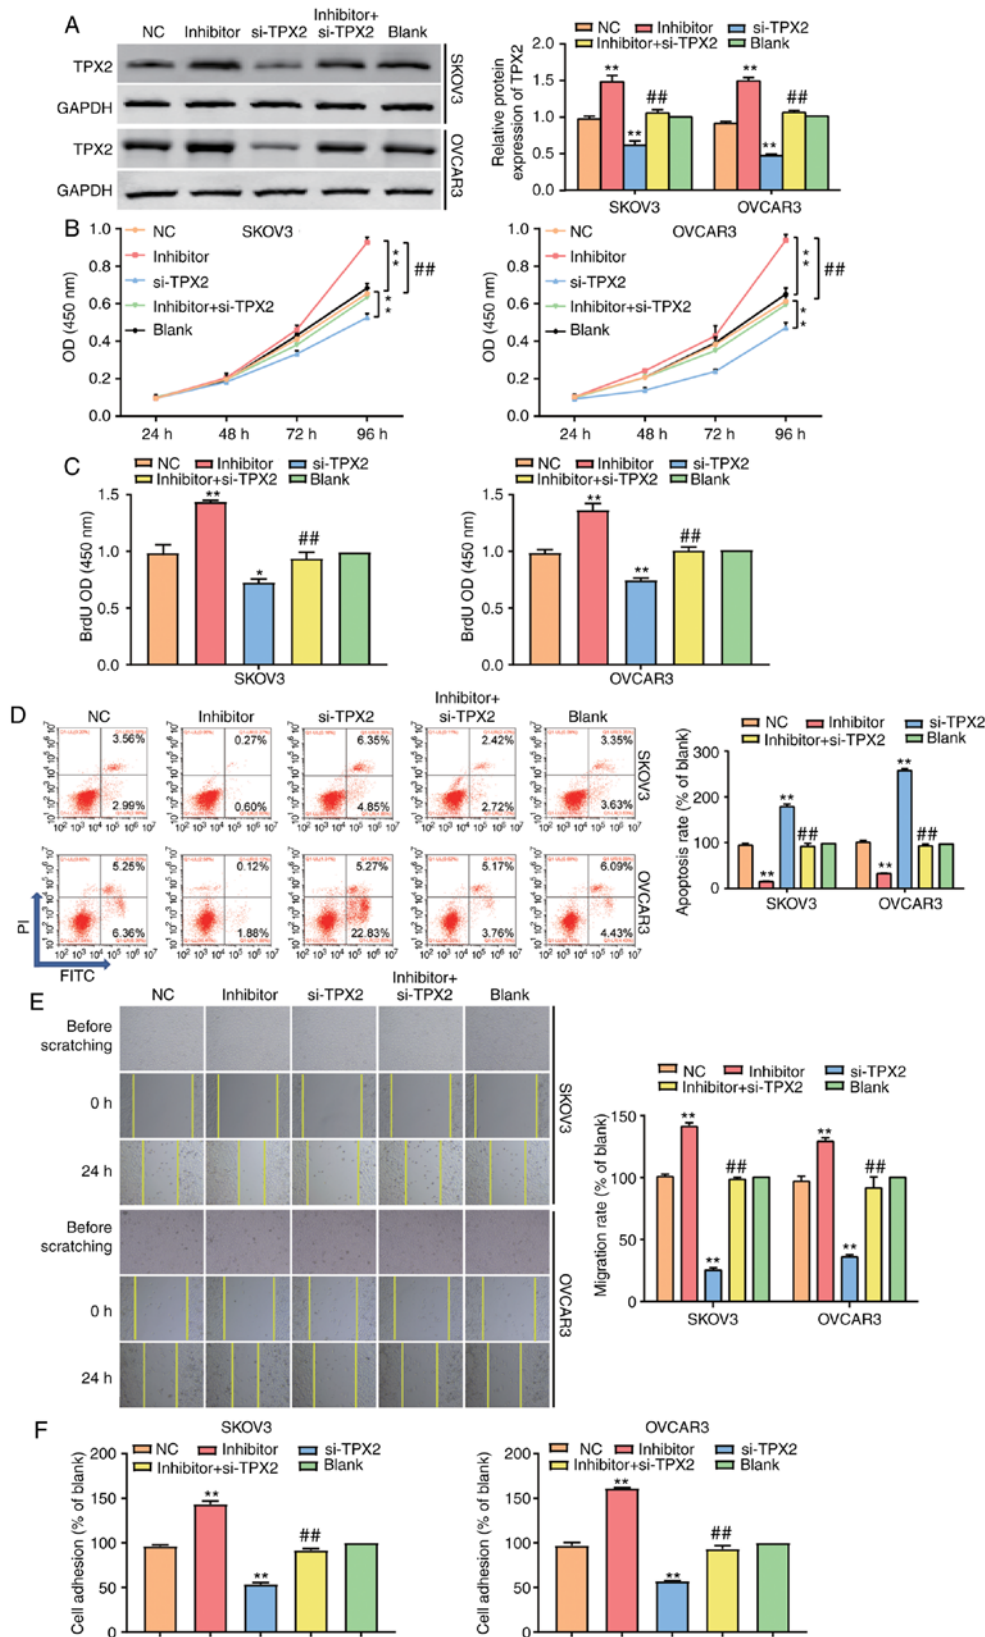 A
NC Inhibitor si-TPX2 Inhibitor+ si-TPX2 Blank
TPX2
GAPDH
SKOV3
TPX2
GAPDH
OVCAR3
NC Inhibitor si-TPX2
Inhibitor+si-TPX2 Blank
Relative protein
expression of TPX2
2.0
1.5
1.0
0.5
0.0
** ## ** ** ## **
SKOV3 OVCAR3
B
SKOV3
NC
Inhibitor
si-TPX2
Inhibitor+si-TPX2
Blank
OD (450 nm)
1.0
0.8
0.6
0.4
0.2
0.0
24 h 48 h 72 h 96 h
** ** ##
OVCAR3
NC
Inhibitor
si-TPX2
Inhibitor+si-TPX2
Blank
OD (450 nm)
1.0
0.8
0.6
0.4
0.2
0.0
24 h 48 h 72 h 96 h
** ** ##
C
NC Inhibitor si-TPX2
Inhibitor+si-TPX2 Blank
BrdU OD (450 nm)
1.5
1.0
0.5
0.0
** * ##
SKOV3
NC Inhibitor si-TPX2
Inhibitor+si-TPX2 Blank
BrdU OD (450 nm)
1.5
1.0
0.5
0.0
** ** ##
OVCAR3
D
NC Inhibitor si-TPX2 Inhibitor+ si-TPX2 Blank
3.56% 0.27% 6.35% 2.42% 3.35%
2.99% 0.60% 4.85% 2.72% 3.63%
SKOV3
5.25% 0.12% 5.27% 5.17% 6.09%
6.36% 1.88% 22.83% 3.76% 4.43%
OVCAR3
PI
FITC
NC Inhibitor si-TPX2
Inhibitor+si-TPX2 Blank
Apoptosis rate (% of blank)
300
200
100
0
** ** ## ** ** ##
SKOV3 OVCAR3
E
NC Inhibitor si-TPX2 Inhibitor+ si-TPX2 Blank
Before
scratching
0 h
24 h
SKOV3
Before
scratching
0 h
24 h
OVCAR3
NC Inhibitor si-TPX2
Inhibitor+si-TPX2 Blank
Migration rate (% of blank)
150
100
50
0
** ** ## ** ** ##
SKOV3 OVCAR3
F
SKOV3
NC Inhibitor si-TPX2
Inhibitor+si-TPX2 Blank
Cell adhesion (% of blank)
200
150
100
50
0
** ** ##
OVCAR3
NC Inhibitor si-TPX2
Inhibitor+si-TPX2 Blank
Cell adhesion (% of blank)
200
150
100
50
0
** ** ##